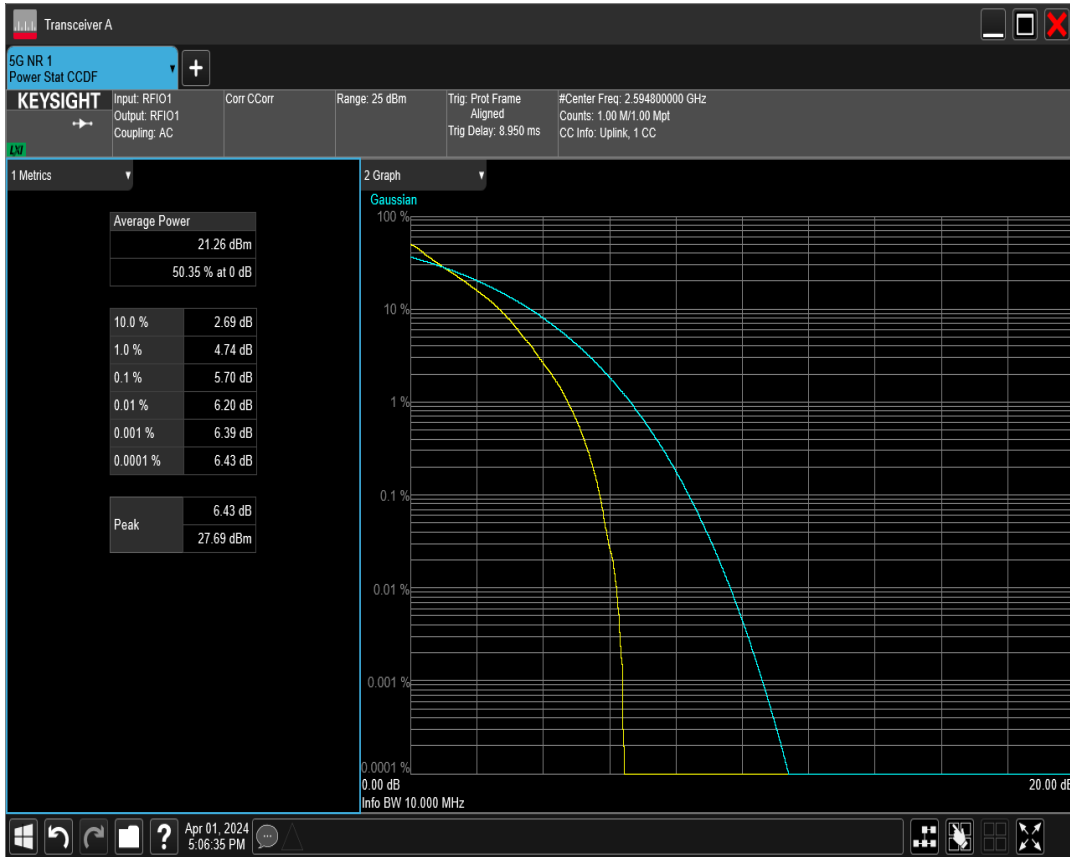 Transceiver A
5G NR 1
Power Stat CCDF
KEYSIGHT
LXI
Input: RFIO1
Output: RFIO1
Coupling: AC
Corr CCorr
Range: 25 dBm
Trig: Prot Frame
Aligned
Trig Delay: 8.950 ms
#Center Freq: 2.594800000 GHz
Counts: 1.00 M/1.00 Mpt
CC Info: Uplink, 1 CC
1 Metrics
Average Power
21.26 dBm
50.35 % at 0 dB
10.0 % 2.69 dB
1.0 % 4.74 dB
0.1 % 5.70 dB
0.01 % 6.20 dB
0.001 % 6.39 dB
0.0001 % 6.43 dB
Peak
6.43 dB
27.69 dBm
2 Graph
Gaussian
100 %
10 %
1 %
0.1 %
0.01 %
0.001 %
0.0001 %
0.00 dB 20.00 dB
Info BW 10.000 MHz
?
Apr 01, 2024
5:06:35 PM